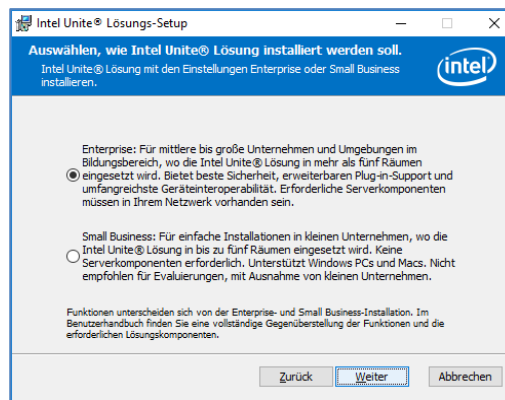 Intel Unite® Lösungs-Setup
Auswählen, wie Intel Unite® Lösung installiert werden soll.
Intel Unite® Lösung mit den Einstellungen Enterprise oder Small Business
installieren.
intel
Enterprise: Für mittlere bis große Unternehmen und Umgebungen im
Bildungsbereich, wo die Intel Unite® Lösung in mehr als fünf Räumen
eingesetzt wird. Bietet beste Sicherheit, erweiterbaren Plug-in-Support und
umfangreichste Geräteinteroperabilität. Erforderliche Serverkomponenten
müssen in Ihrem Netzwerk vorhanden sein.
Small Business: Für einfache Installationen in kleinen Unternehmen, wo die
Intel Unite® Lösung in bis zu fünf Räumen eingesetzt wird. Keine
Serverkomponenten erforderlich. Unterstützt Windows PCs und Macs. Nicht
empfohlen für Evaluierungen, mit Ausnahme von kleinen Unternehmen.
Funktionen unterscheiden sich von der Enterprise- und Small Business-Installation. Im
Benutzerhandbuch finden Sie eine vollständige Gegenüberstellung der Funktionen und die
erforderlichen Lösungskomponenten.
Zurück Weiter Abbrechen